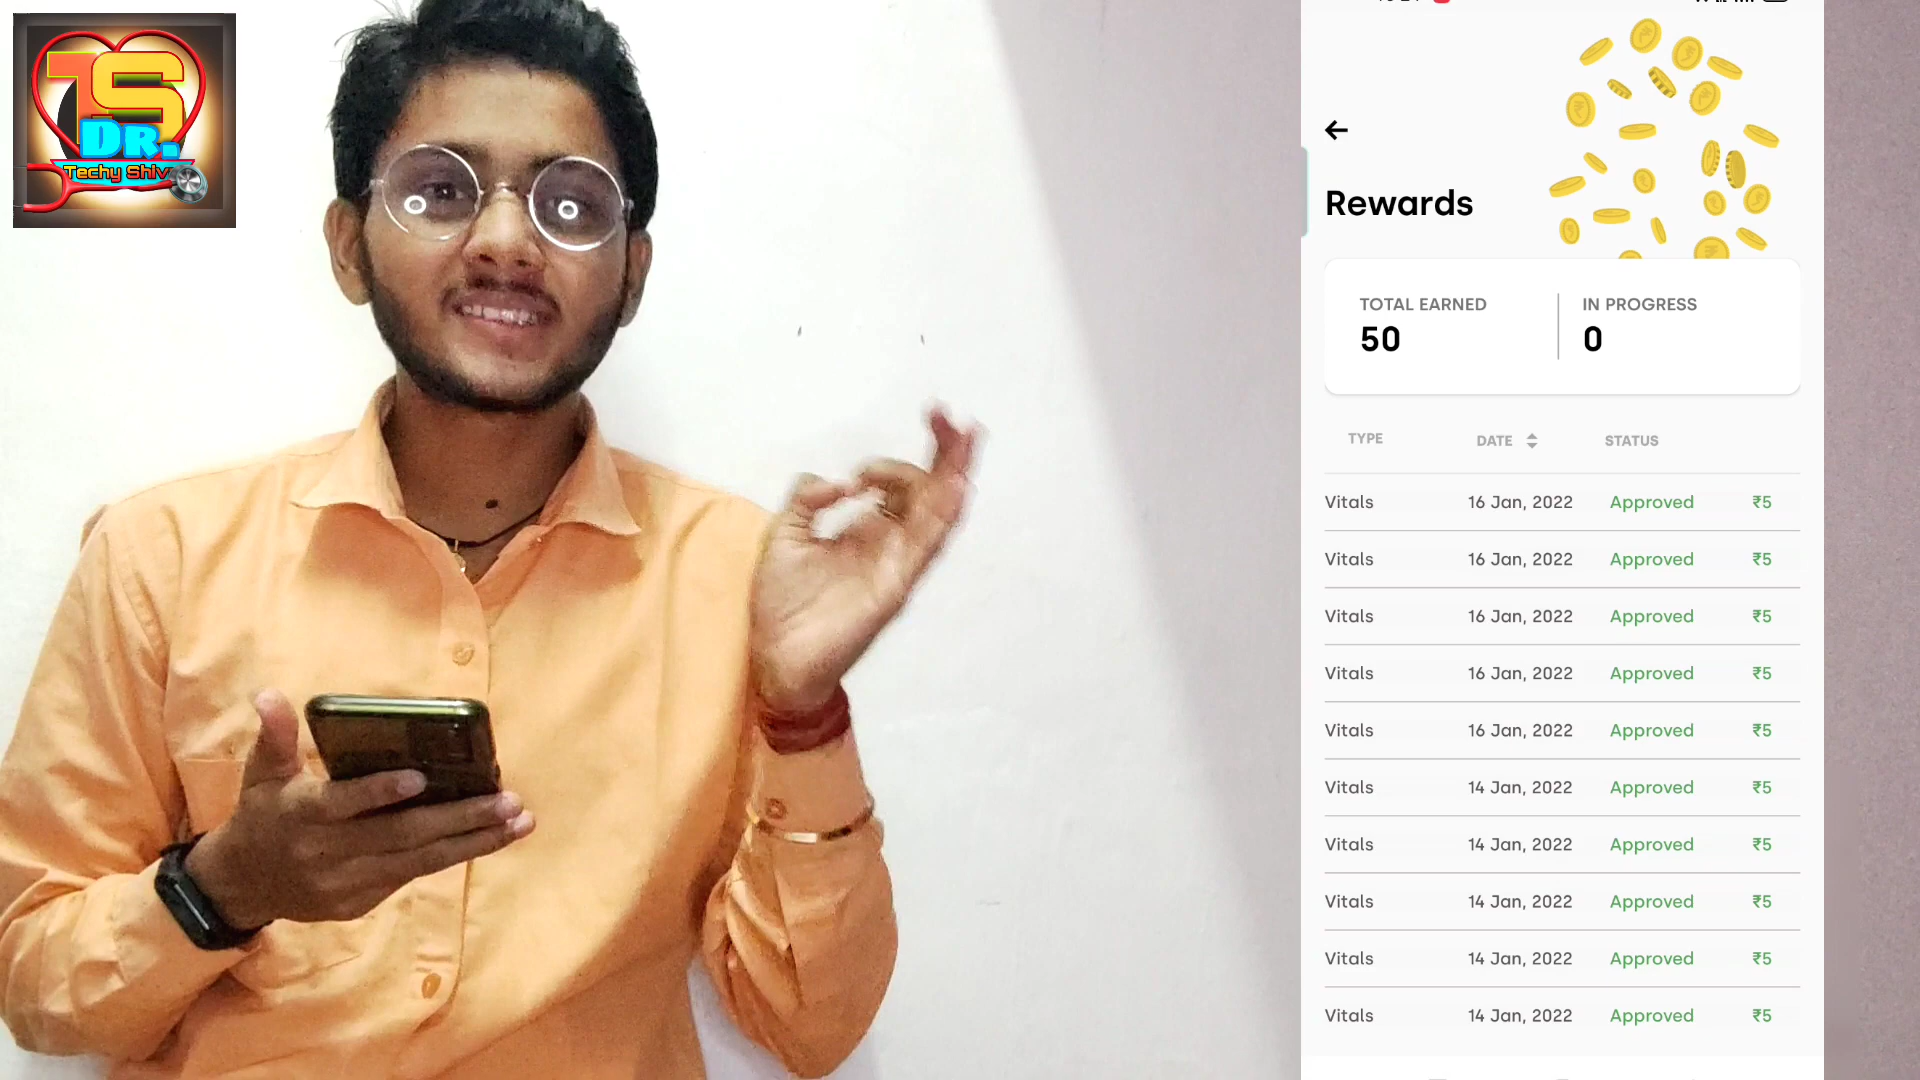 TS
DR.
Techy Shiv
Rewards
TOTAL EARNED
IN PROGRESS
50
0
TYPE DATE STATUS
Vitals 16 Jan, 2022 Approved ₹5
Vitals 16 Jan, 2022 Approved ₹5
Vitals 16 Jan, 2022 Approved ₹5
Vitals 16 Jan, 2022 Approved ₹5
Vitals 16 Jan, 2022 Approved ₹5
Vitals 14 Jan, 2022 Approved ₹5
Vitals 14 Jan, 2022 Approved ₹5
Vitals 14 Jan, 2022 Approved ₹5
Vitals 14 Jan, 2022 Approved ₹5
Vitals 14 Jan, 2022 Approved ₹5